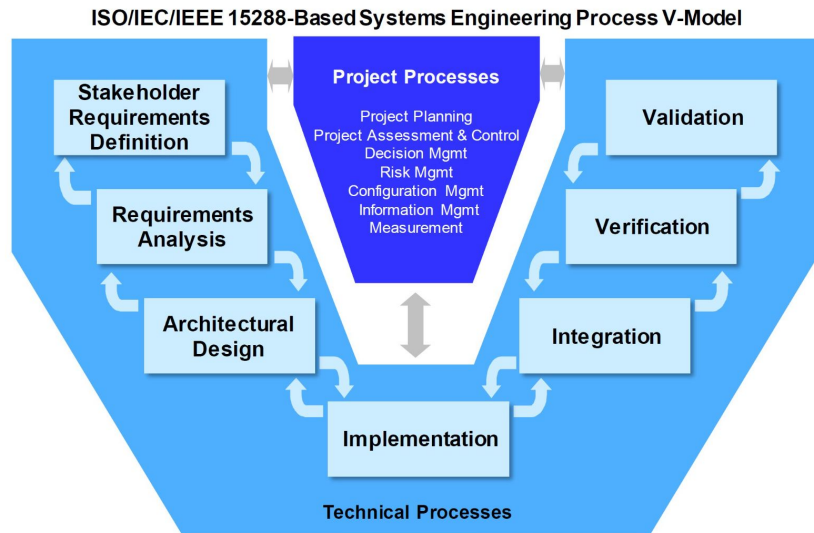 ISO/IEC/IEEE 15288-Based Systems Engineering Process V-Model
Project Processes
Project Planning
Project Assessment & Control
Decision Mgmt
Risk Mgmt
Configuration Mgmt
Information Mgmt
Measurement
Stakeholder
Requirements
Definition
Requirements
Analysis
Architectural
Design
Implementation
Integration
Verification
Validation
Technical Processes